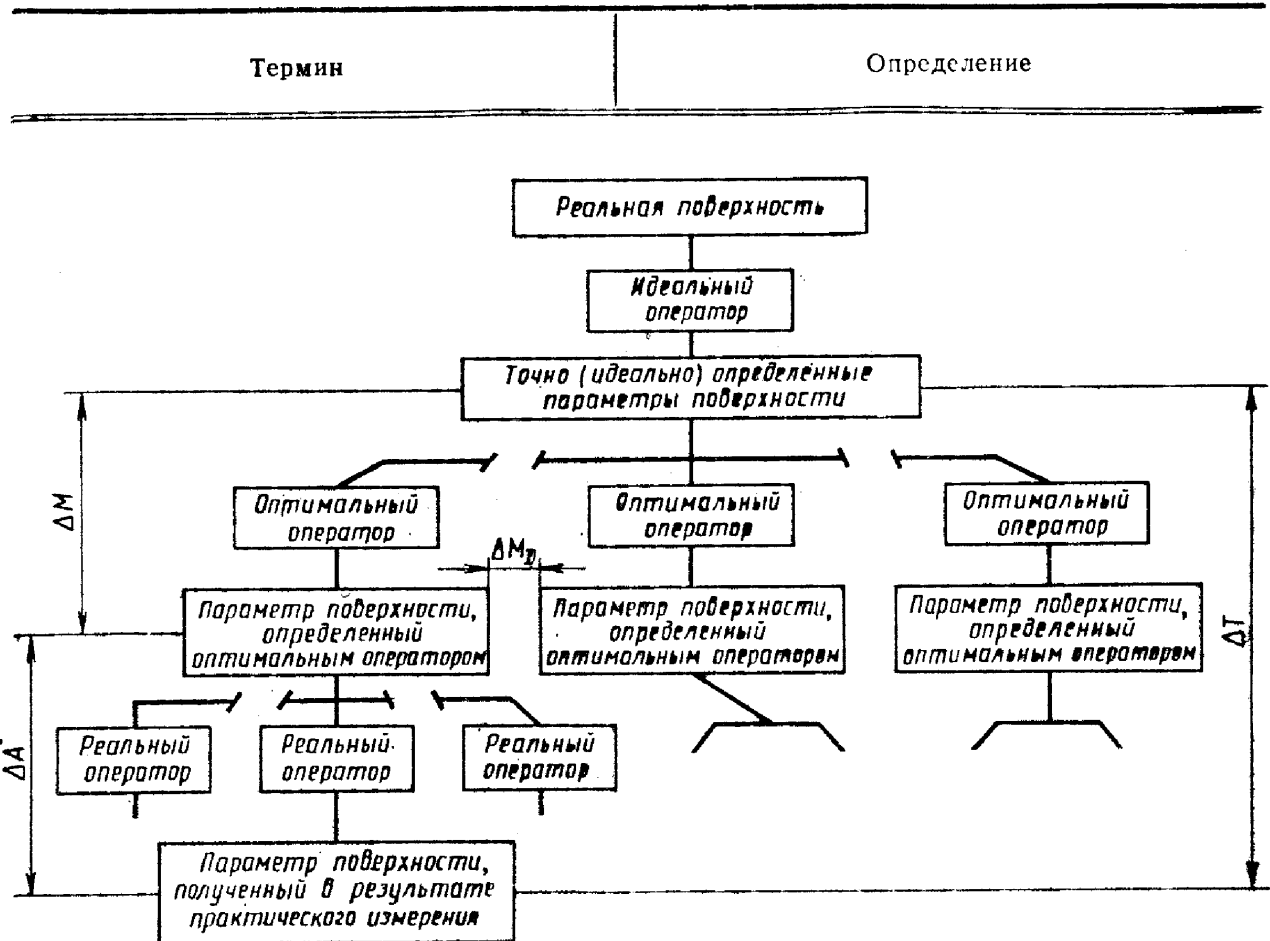 Термин
Определение
Реальная поверхность
Идеальный
оператор
Точно (идеально) определенные
параметры поверхности
ΔM
Оптимальный
оператор
Оптимальный
оператор
Оптимальный
оператор
ΔM_D
Параметр поверхности,
определенный
оптимальным оператором
Параметр поверхности,
определенный
оптимальным оператором
Параметр поверхности,
определенный
оптимальным оператором
ΔT
ΔA
Реальный
оператор
Реальный
оператор
Реальный
оператор
Параметр поверхности,
полученный в результате
практического измерения